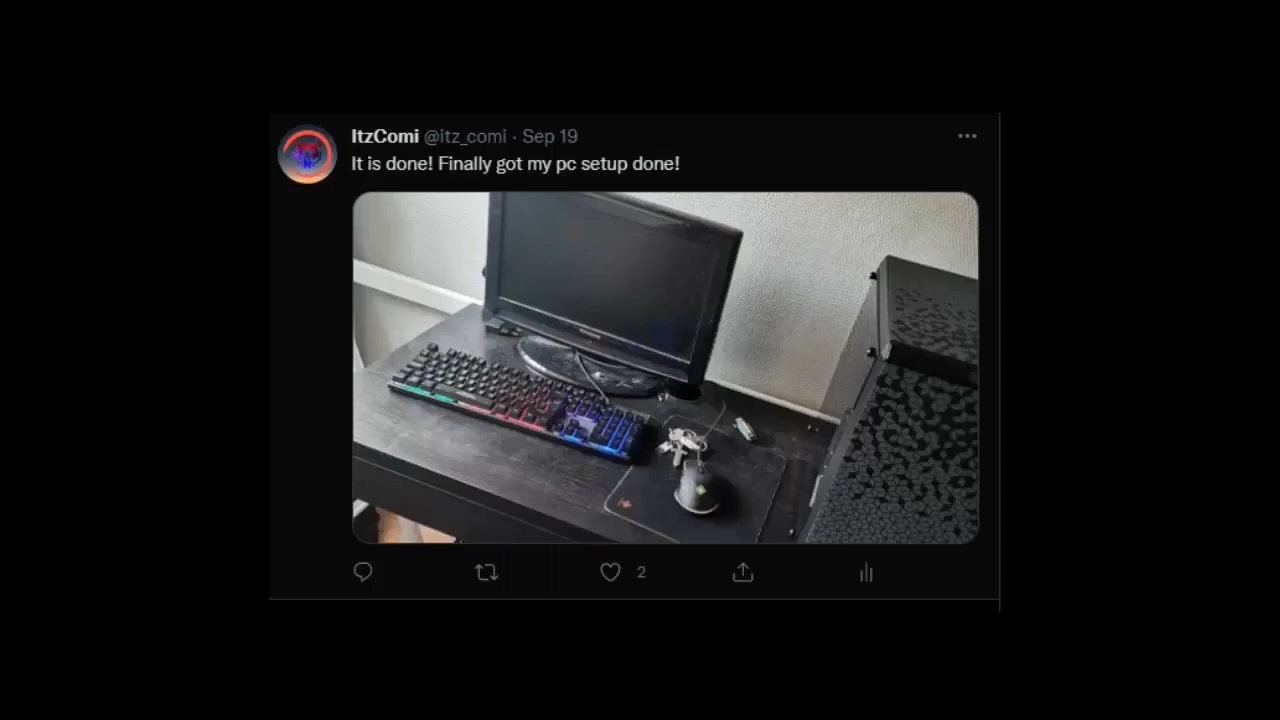 ItzComi @itz_comi · Sep 19
It is done! Finally got my pc setup done!
2